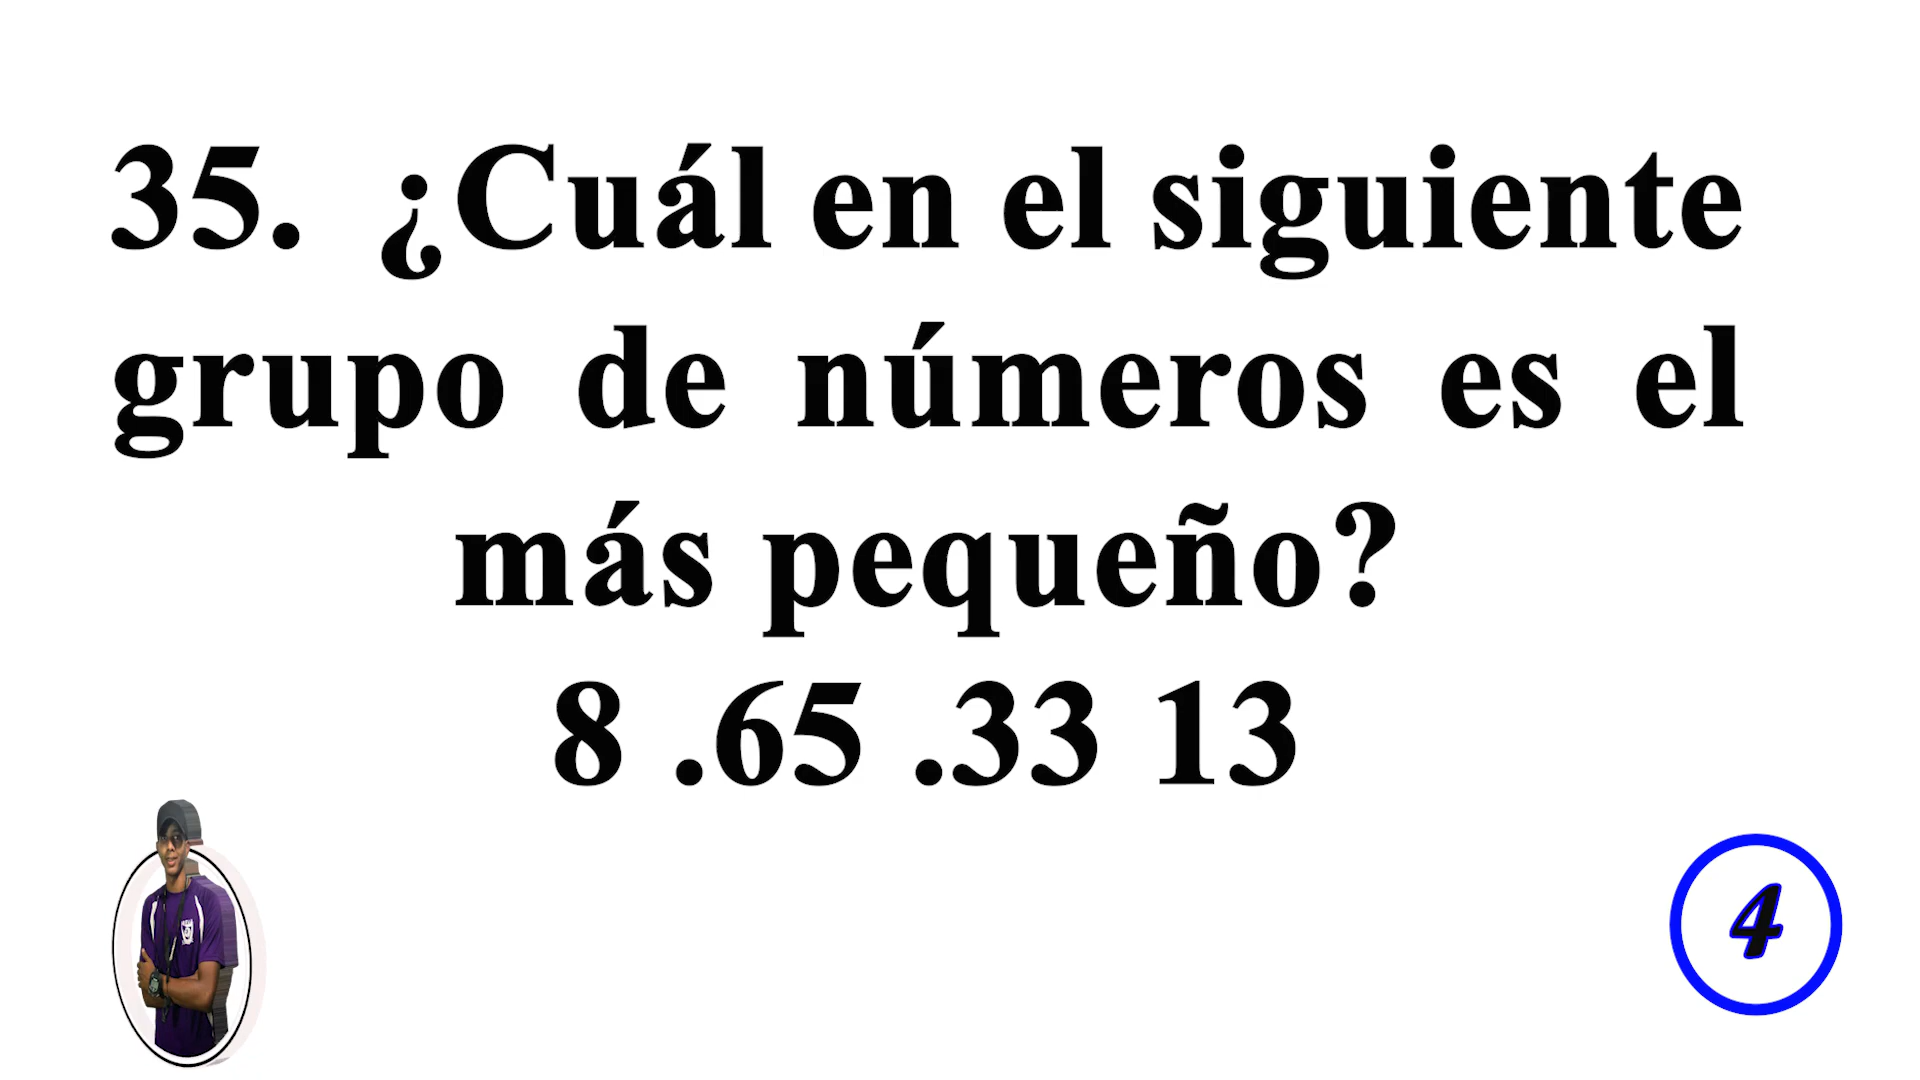 35. ¿Cuál en el siguiente
grupo de números es el
más pequeño?
8 .65 .33 13
4